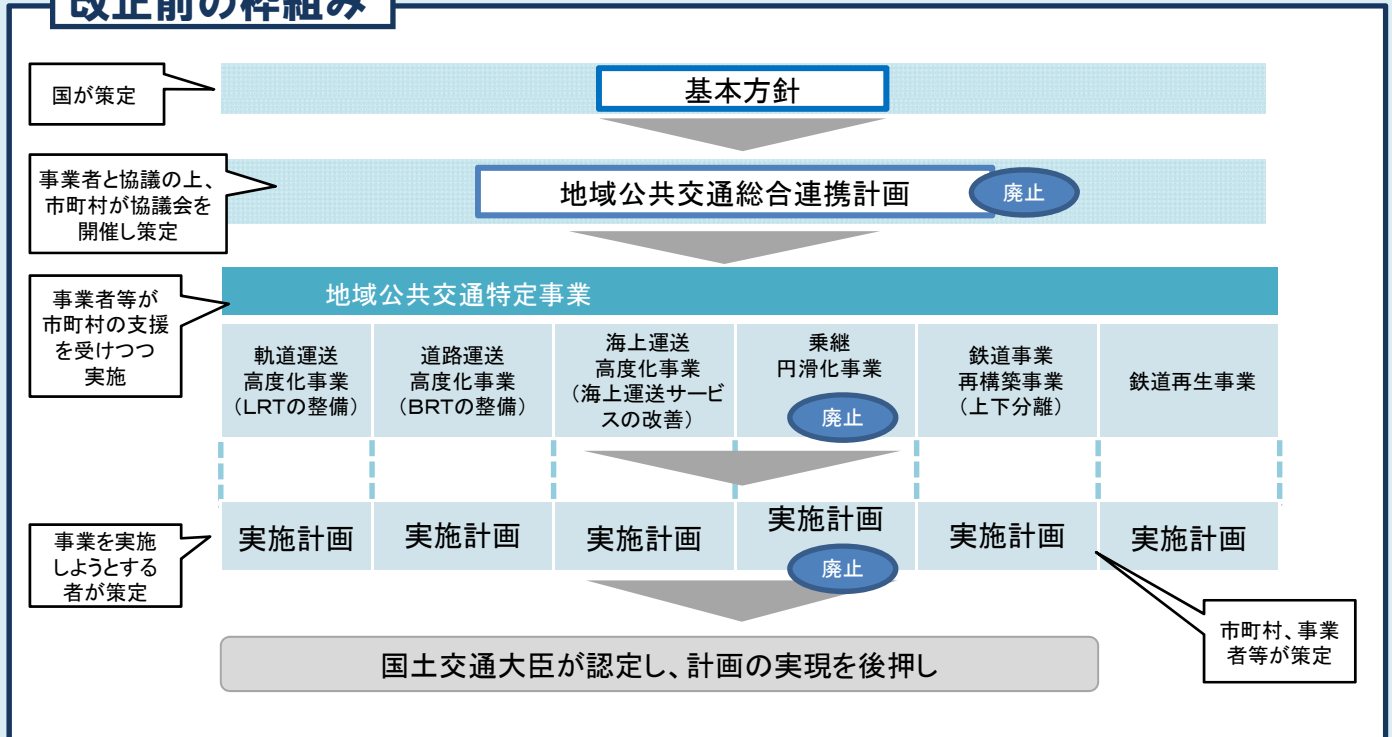 改正前の枠組み
国が策定
基本方針
事業者と協議の上、
市町村が協議会を
開催し策定
地域公共交通総合連携計画
廃止
事業者等が
市町村の支援
を受けつつ
実施
地域公共交通特定事業
軌道運送
高度化事業
(LRTの整備)
道路運送
高度化事業
(BRTの整備)
海上運送
高度化事業
(海上運送サービ
スの改善)
乗継
円滑化事業
廃止
鉄道事業
再構築事業
(上下分離)
鉄道再生事業
事業を実施
しようとする
者が策定
実施計画
実施計画
実施計画
実施計画
廃止
実施計画
実施計画
市町村、事業
者等が策定
国土交通大臣が認定し、計画の実現を後押し